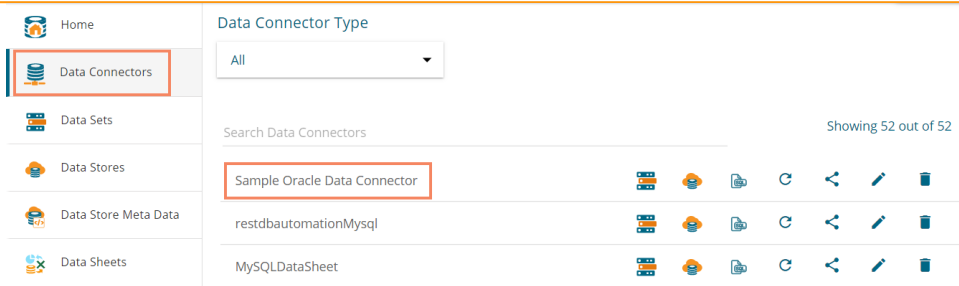 Home
Data Connectors
Data Sets
Data Stores
Data Store Meta Data
Data Sheets
Data Connector Type
All
Search Data Connectors
Showing 52 out of 52
Sample Oracle Data Connector
restdbautomationMysql
MySQLDataSheet